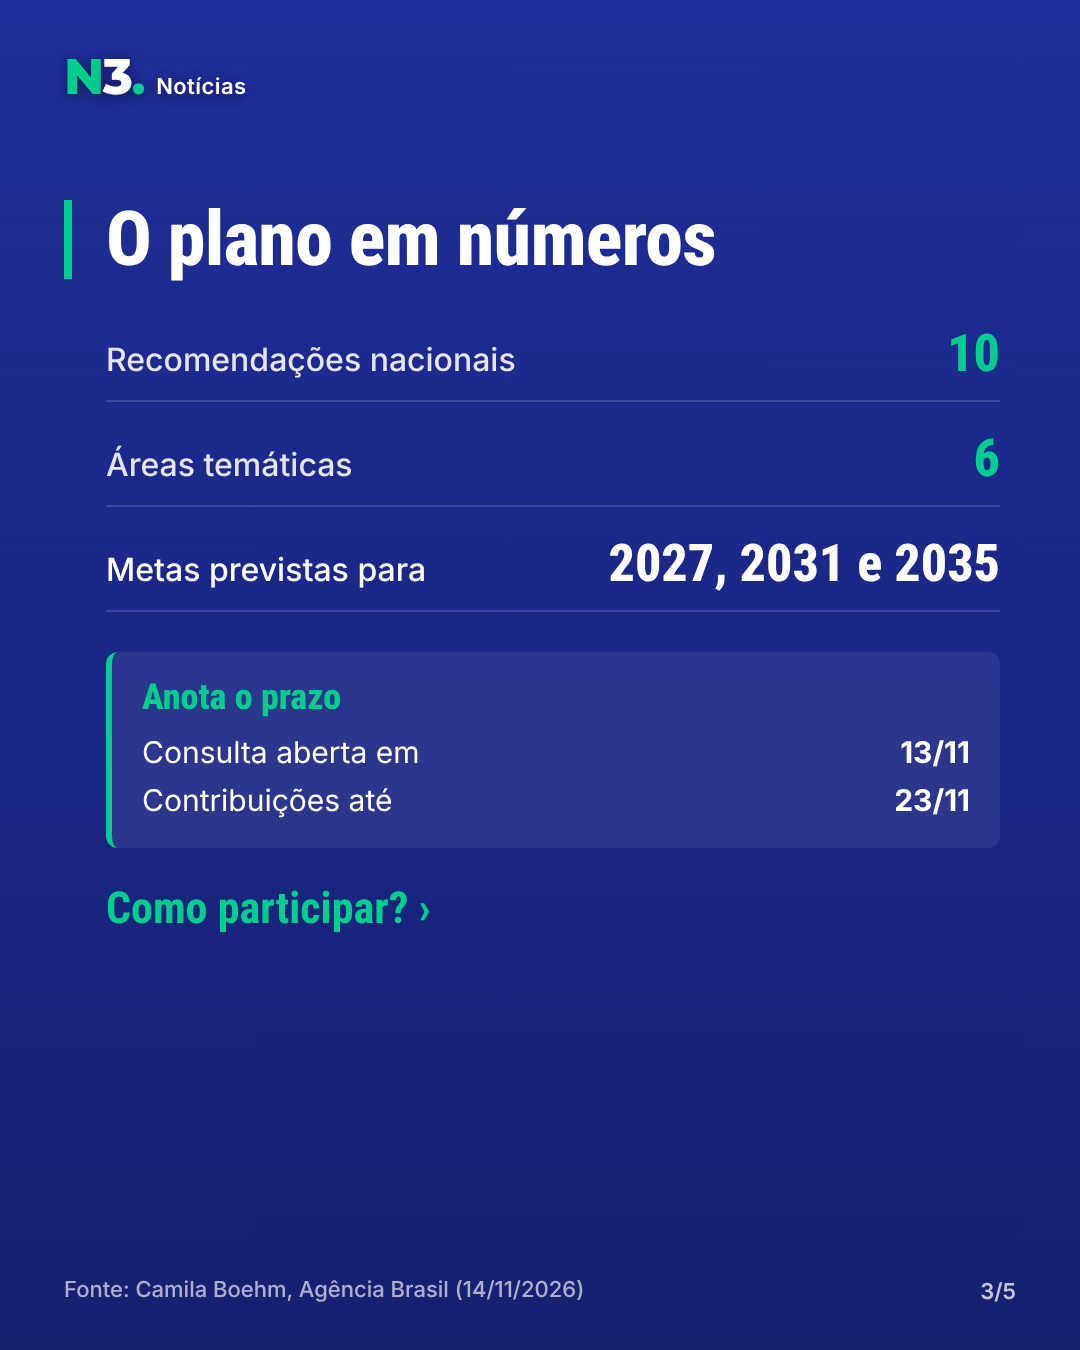 N3. Notícias
O plano em números
Recomendações nacionais 10
Áreas temáticas 6
Metas previstas para 2027, 2031 e 2035
Anota o prazo
Consulta aberta em 13/11
Contribuições até 23/11
Como participar? ›
Fonte: Camila Boehm, Agência Brasil (14/11/2026) 3/5